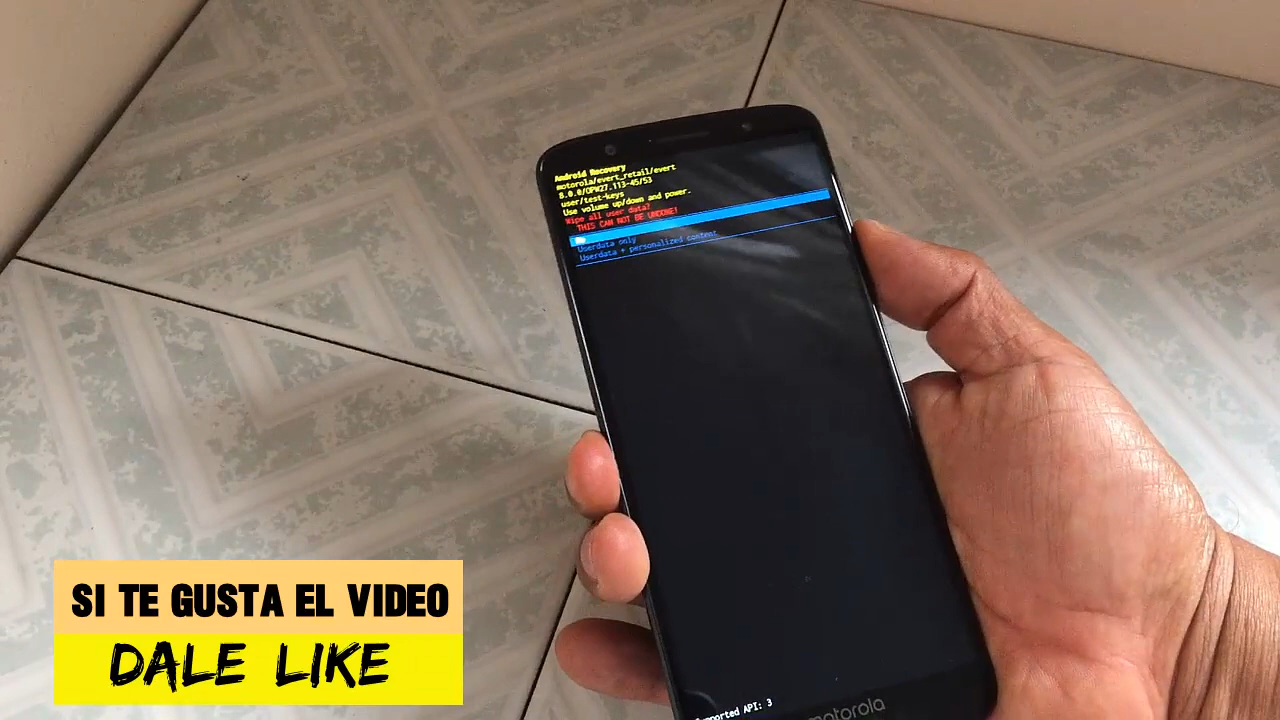 Android Recovery
motorola/evert_retail/evert
8.0.0/OPW27.113-45/53
user/test-keys
Use volume up/down and power.
Wipe all user data?
THIS CAN NOT BE UNDONE!
No
Userdata only
Userdata + personalized content
Supported API: 3
motorola
SI TE GUSTA EL VIDEO
DALE LIKE